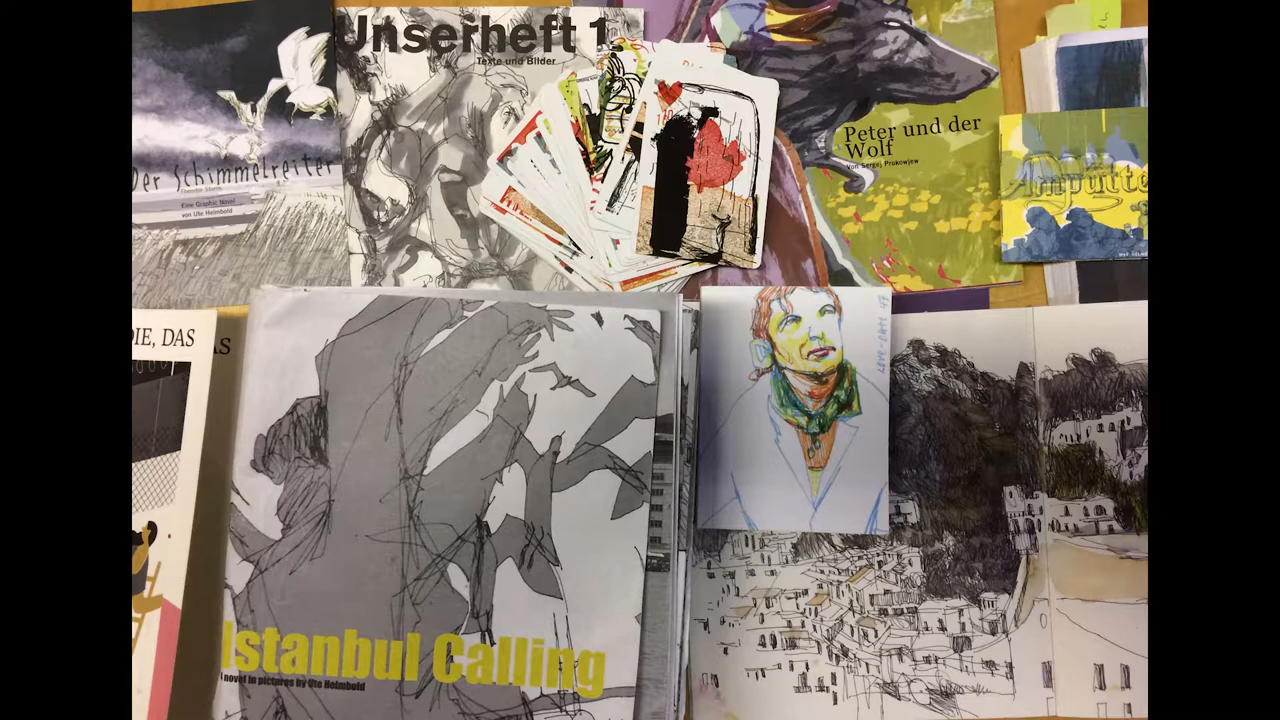 Der Schimmelreiter
Theodor Storm
Eine Graphic Novel
von Ute Helmbold
Unserheft 1
Texte und Bilder
Peter und der
Wolf
Von Sergej Prokowjew
DIE, DAS
AS
Istanbul Calling
novel in pictures by Ute Helmbold